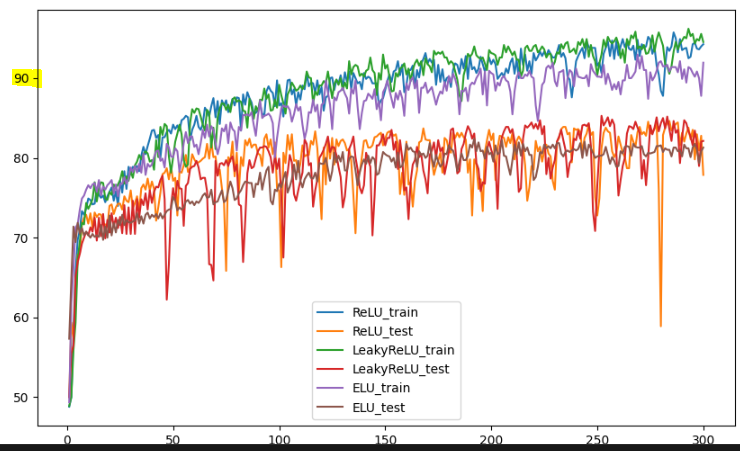 90
80
70
60
50
ReLU_train
ReLU_test
LeakyReLU_train
LeakyReLU_test
ELU_train
ELU_test
0 50 100 150 200 250 300